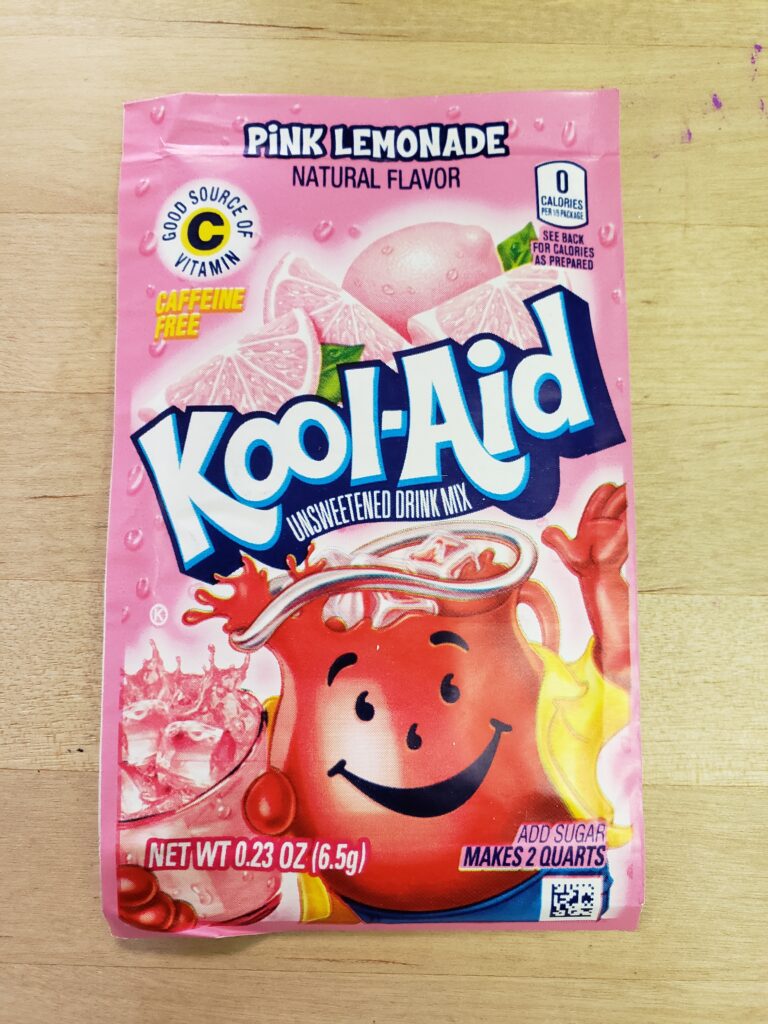 PiNK LEMONADE
NATURAL FLAVOR
GOOD SOURCE OF
C
VITAMIN
CAFFEINE
FREE
0
CALORIES
PER 1/9 PACKAGE
SEE BACK
FOR CALORIES
AS PREPARED
Kool-Aid
UNSWEETENED DRINK MIX
K
NET WT 0.23 OZ (6.5g)
ADD SUGAR
MAKES 2 QUARTS